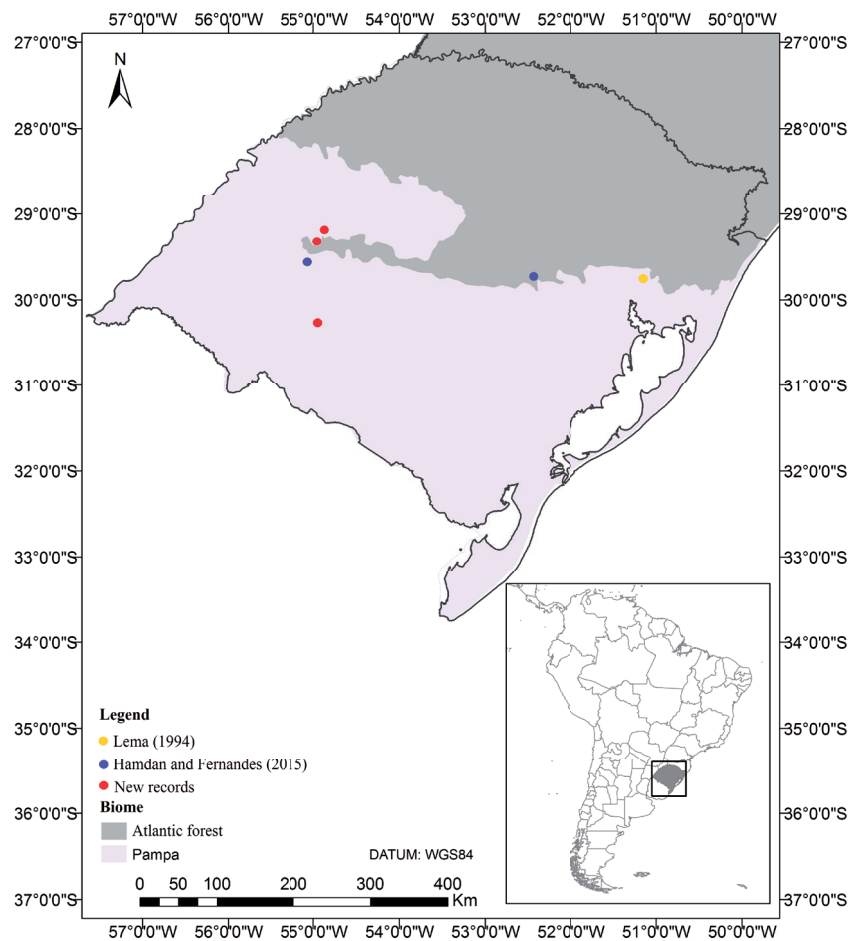 57°0'0"S 56°0'0"S 55°0'0"S 54°0'0"S 53°0'0"S 52°0'0"S 51°0'0"S 50°0'0"S
27°0'0"S 27°0'0"S
N
28°0'0"S 28°0'0"S
29°0'0"S 29°0'0"S
30°0'0"S 30°0'0"S
31°0'0"S 31°0'0"S
32°0'0"S 32°0'0"S
33°0'0"S 33°0'0"S
34°0'0"S 34°0'0"S
35°0'0"S 35°0'0"S
36°0'0"S 36°0'0"S
37°0'0"S 37°0'0"S
Legend
Lema (1994)
Hamdan and Fernandes (2015)
New records
Biome
Atlantic forest
Pampa
DATUM: WGS84
0 50 100 200 300 400
Km
57°0'0"S 56°0'0"S 55°0'0"S 54°0'0"S 53°0'0"S 52°0'0"S 51°0'0"S 50°0'0"S